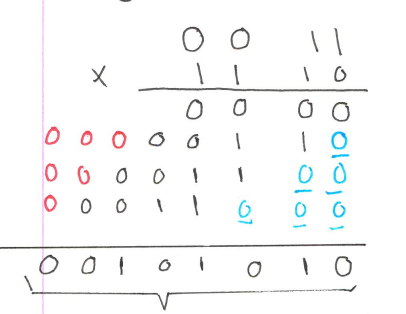 0 0 1 1
x 1 1 1 0
0 0 0 0
0 0 0 0 0 1 1 0
0 0 0 0 1 1 0 0
0 0 0 1 1 0 0 0
0 0 1 0 1 0 1 0